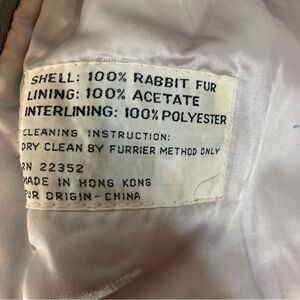 SHELL: 100% RABBIT FUR
LINING: 100% ACETATE
INTERLINING: 100% POLYESTER
CLEANING INSTRUCTION:
DRY CLEAN BY FURRIER METHOD ONLY
RN 22352
MADE IN HONG KONG
FUR ORIGIN-CHINA